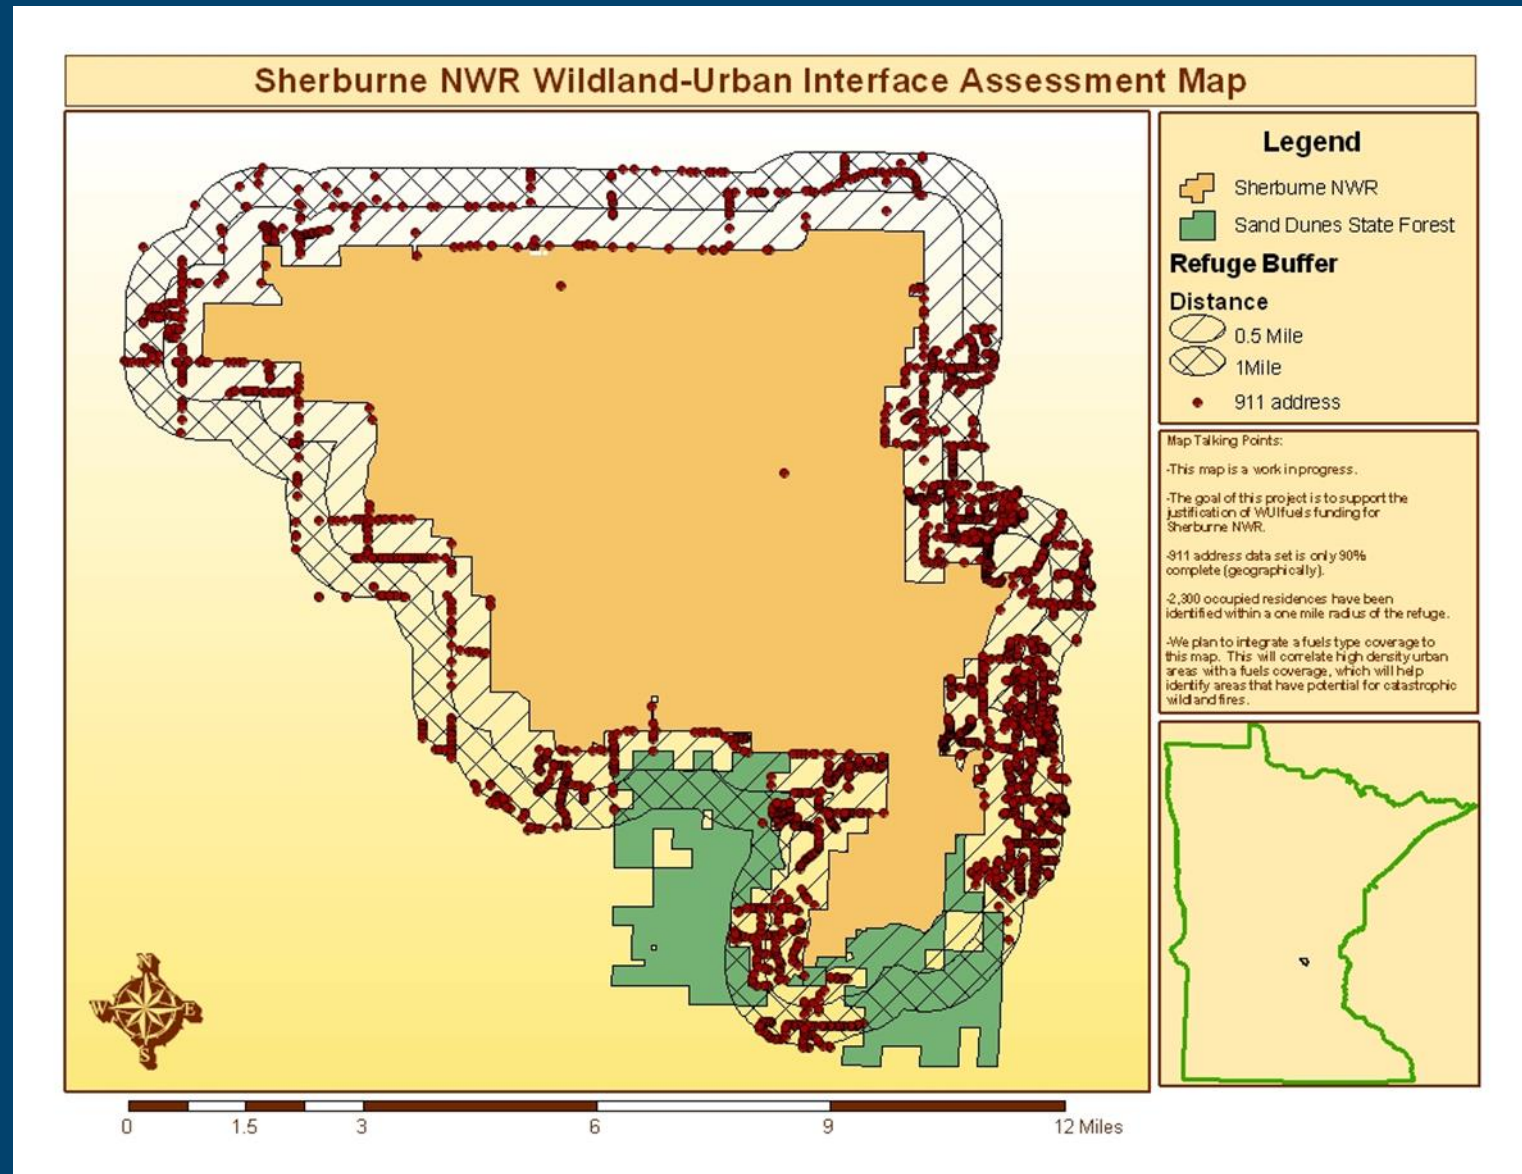 Sherburne NWR Wildland-Urban Interface Assessment Map
Legend
Sherburne NWR
Sand Dunes State Forest
Refuge Buffer
Distance
0.5 Mile
1Mile
911 address
Map Talking Points:
-This map is a work in progress.
-The goal of this project is to support the
justification of WUI fuels funding for
Sherburne NWR.
-911 address data set is only 90%
complete (geographically).
-2,300 occupied residences have been
identified within a one mile radius of the refuge.
-We plan to integrate a fuels type coverage to
this map. This will correlate high density urban
areas with a fuels coverage, which will help
identify areas that have potential for catastrophic
wildland fires.
N
W E
S
0 1.5 3 6 9 12 Miles